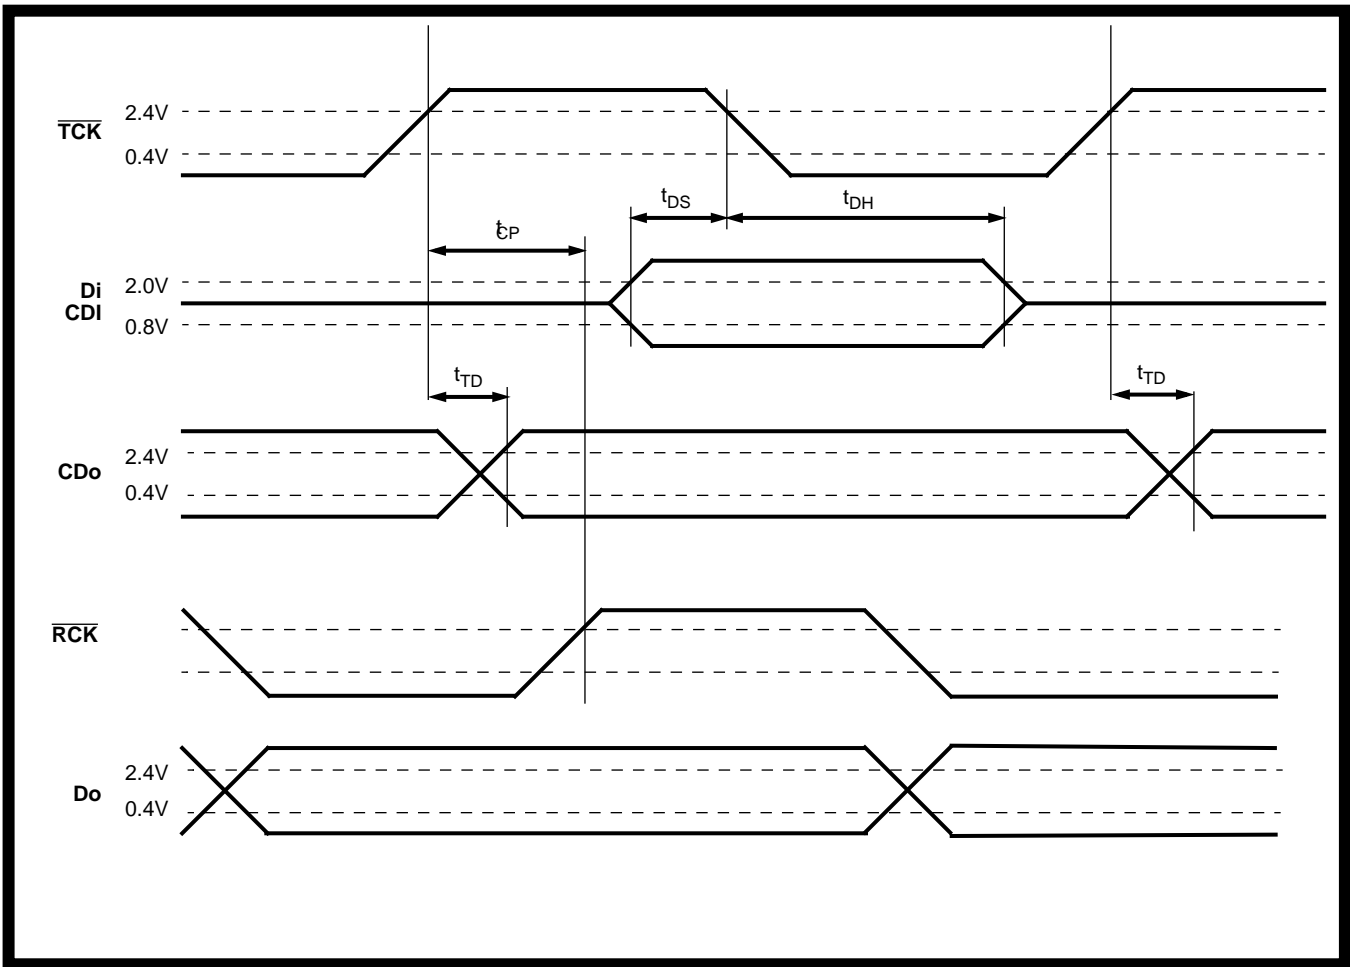 2.4V
TCK
0.4V
tDS
tDH
tCP
Di
2.0V
CDI
0.8V
tTD
tTD
2.4V
CDo
0.4V
RCK
2.4V
Do
0.4V